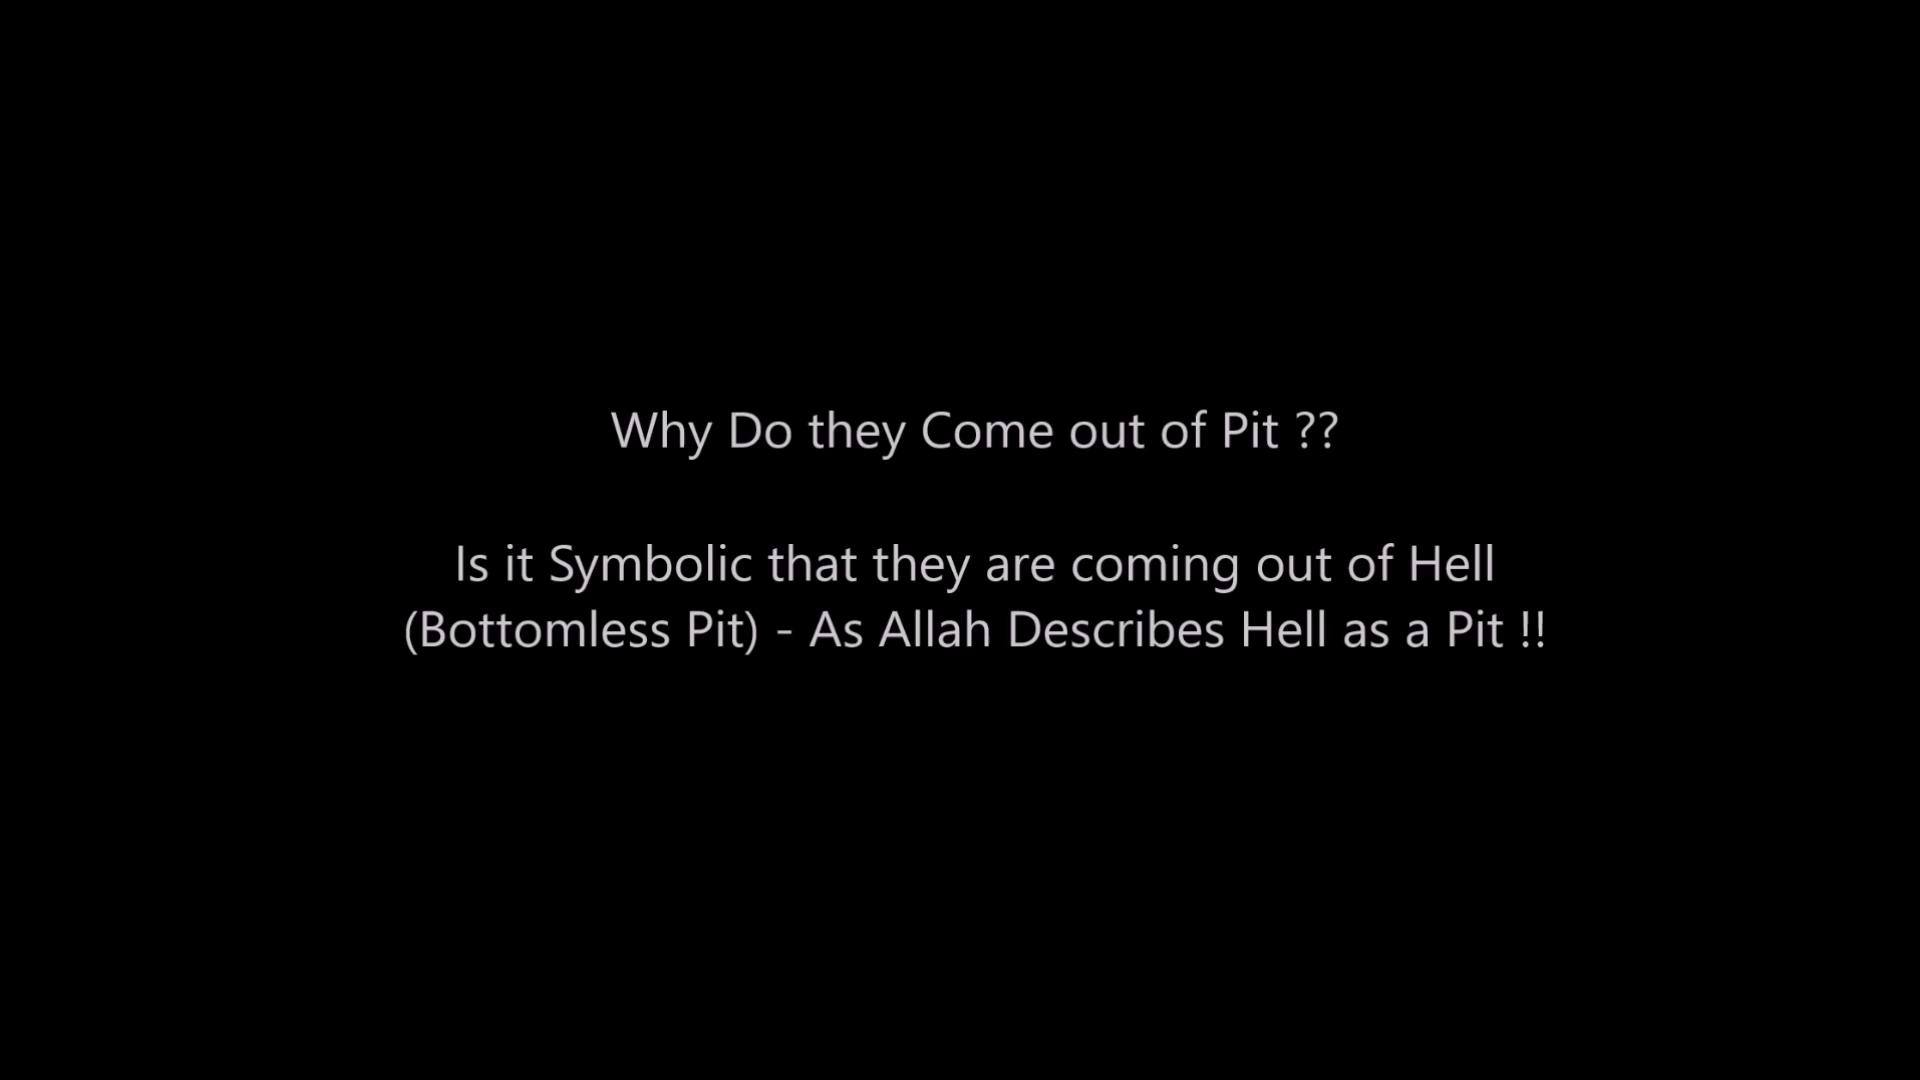 Why Do they Come out of Pit ??
Is it Symbolic that they are coming out of Hell
(Bottomless Pit) - As Allah Describes Hell as a Pit !!